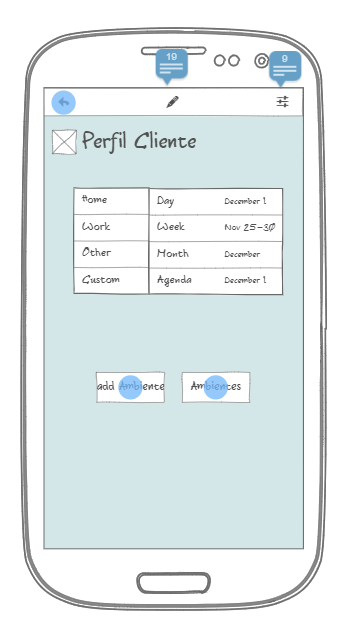 19
9
Perfil Cliente
Home Day December 1
Work Week Nov 25-30
Other Month December
Custom Agenda December 1
add Ambiente Ambientes